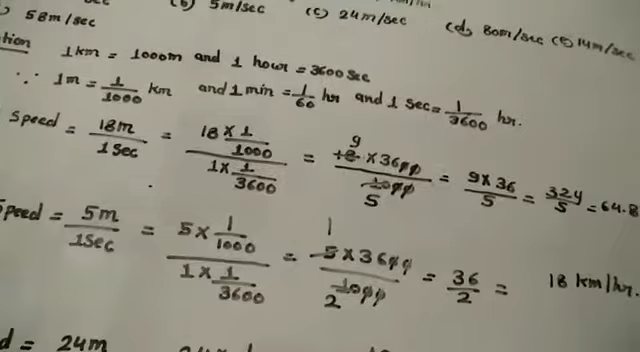 (b) 5m/sec (c) 24m/sec (d) 80m/sec (e) 14m/sec
58m/sec
1km = 1000m and 1 hour = 3600 sec
∵ 1m = 1/1000 km and 1 min = 1/60 hr and 1 sec = 1/3600 hr.
Speed = 18m/1sec = (18 × 1/1000)/(1 × 1/3600) = 9 18 × 3600/1000 5 = 9 × 36/5 = 324/5 = 64.8
Speed = 5m/1sec = (5 × 1/1000)/(1 × 1/3600) = 1 5 × 3600/1000 2 = 36/2 = 18 km/hr.
d = 24m